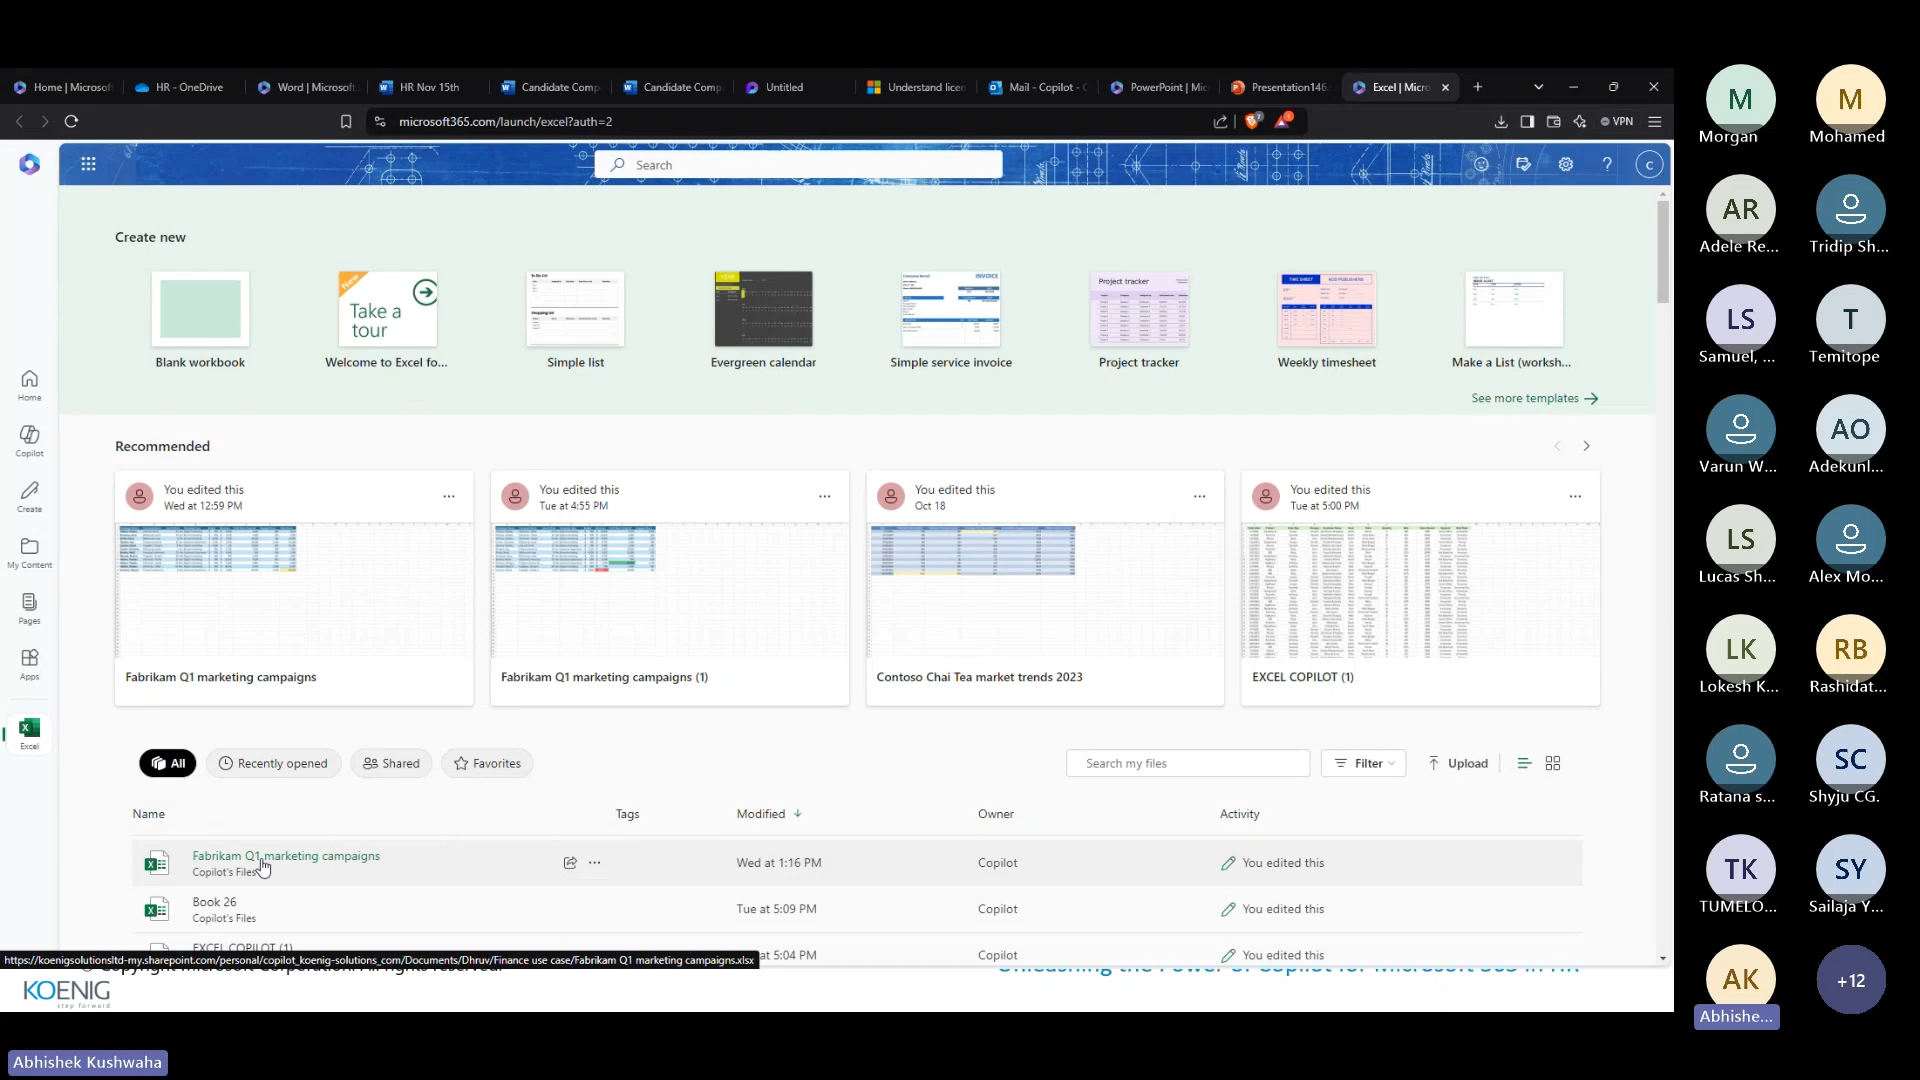 Home | Microsof
HR - OneDrive
Word | Microsoft
HR Nov 15th
Candidate Comp
Candidate Comp
Untitled
Understand licen
Mail - Copilot - C
PowerPoint | Mic
Presentation146.
Excel | Micro
microsoft365.com/launch/excel?auth=2
VPN
Search
C
Create new
New
Take a tour
INVOICE
Project tracker
Blank workbook
Welcome to Excel fo...
Simple list
Evergreen calendar
Simple service invoice
Project tracker
Weekly timesheet
Make a List (worksh...
See more templates
Home
Copilot
Create
My Content
Pages
Apps
Excel
Recommended
You edited this
Wed at 12:59 PM
Fabrikam Q1 marketing campaigns
You edited this
Tue at 4:55 PM
Fabrikam Q1 marketing campaigns (1)
You edited this
Oct 18
Contoso Chai Tea market trends 2023
You edited this
Tue at 5:00 PM
EXCEL COPILOT (1)
All
Recently opened
Shared
Favorites
Search my files
Filter
Upload
Name
Tags
Modified
Owner
Activity
Fabrikam Q1 marketing campaigns
Copilot's Files
Wed at 1:16 PM
Copilot
You edited this
Book 26
Copilot's Files
Tue at 5:09 PM
Copilot
You edited this
EXCEL COPILOT (1)
at 5:04 PM
Copilot
You edited this
https://koenigsolutionsltd-my.sharepoint.com/personal/copilot_koenig-solutions_com/Documents/Dhruv/Finance use case/Fabrikam Q1 marketing campaigns.xlsx
KOENIG
step forward
Abhishek Kushwaha
M
Morgan
M
Mohamed
AR
Adele Re...
Tridip Sh...
LS
Samuel, ...
T
Temitope
Varun W...
AO
Adekunl...
LS
Lucas Sh...
Alex Mo...
LK
Lokesh K...
RB
Rashidat...
Ratana s...
SC
Shyju CG.
TK
TUMELO...
SY
Sailaja Y...
AK
Abhishe...
+12